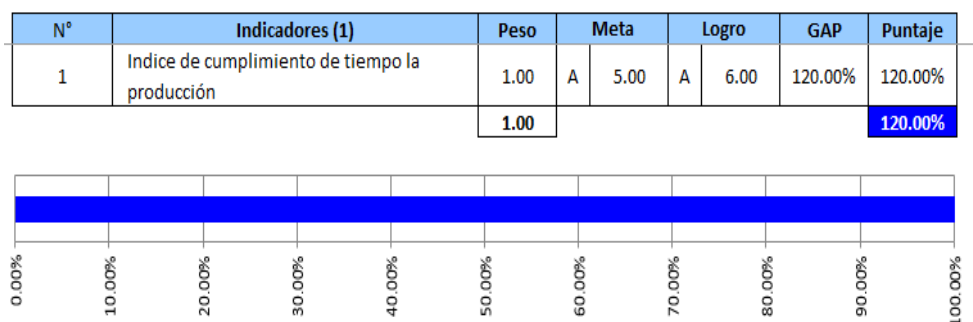 N° Indicadores (1) Peso Meta Logro GAP Puntaje
1 Indice de cumplimiento de tiempo la producción 1.00 A 5.00 A 6.00 120.00% 120.00%
1.00 120.00%
0.00% 10.00% 20.00% 30.00% 40.00% 50.00% 60.00% 70.00% 80.00% 90.00% 100.00%